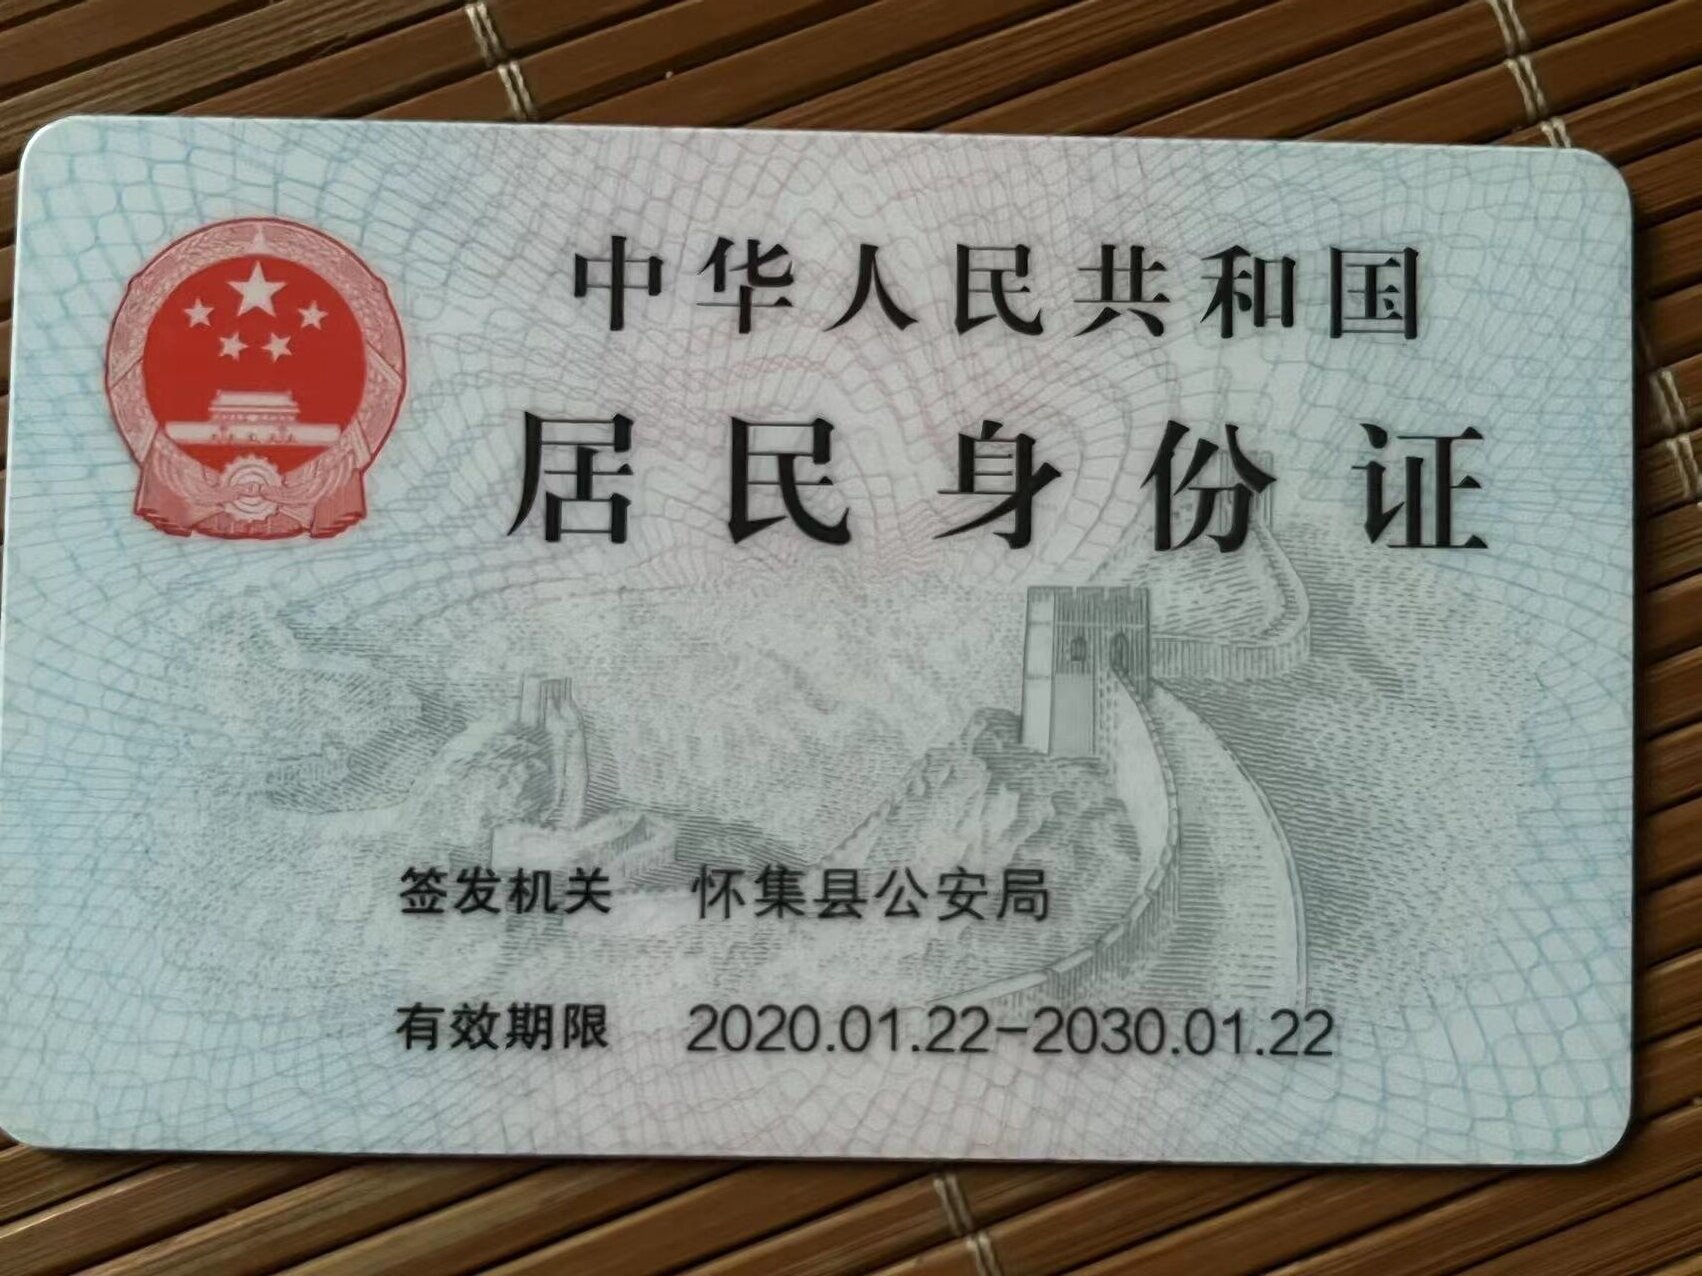 中华人民共和国
居民身份证
签发机关 怀集县公安局
有效期限 2020.01.22-2030.01.22